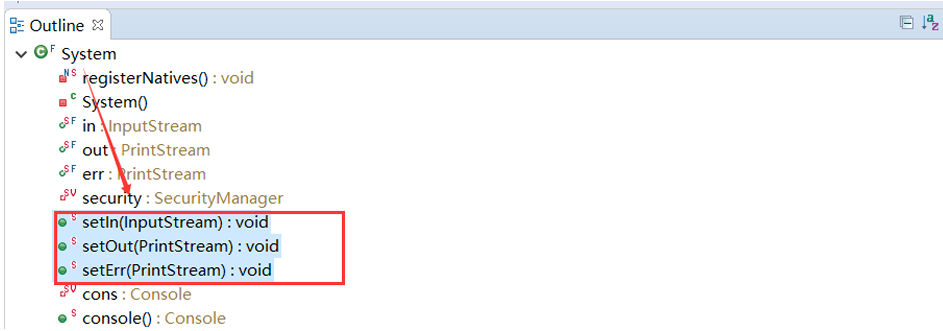 Outline
System
registerNatives() : void
System()
in : InputStream
out : PrintStream
err : PrintStream
security : SecurityManager
setIn(InputStream) : void
setOut(PrintStream) : void
setErr(PrintStream) : void
cons : Console
console() : Console